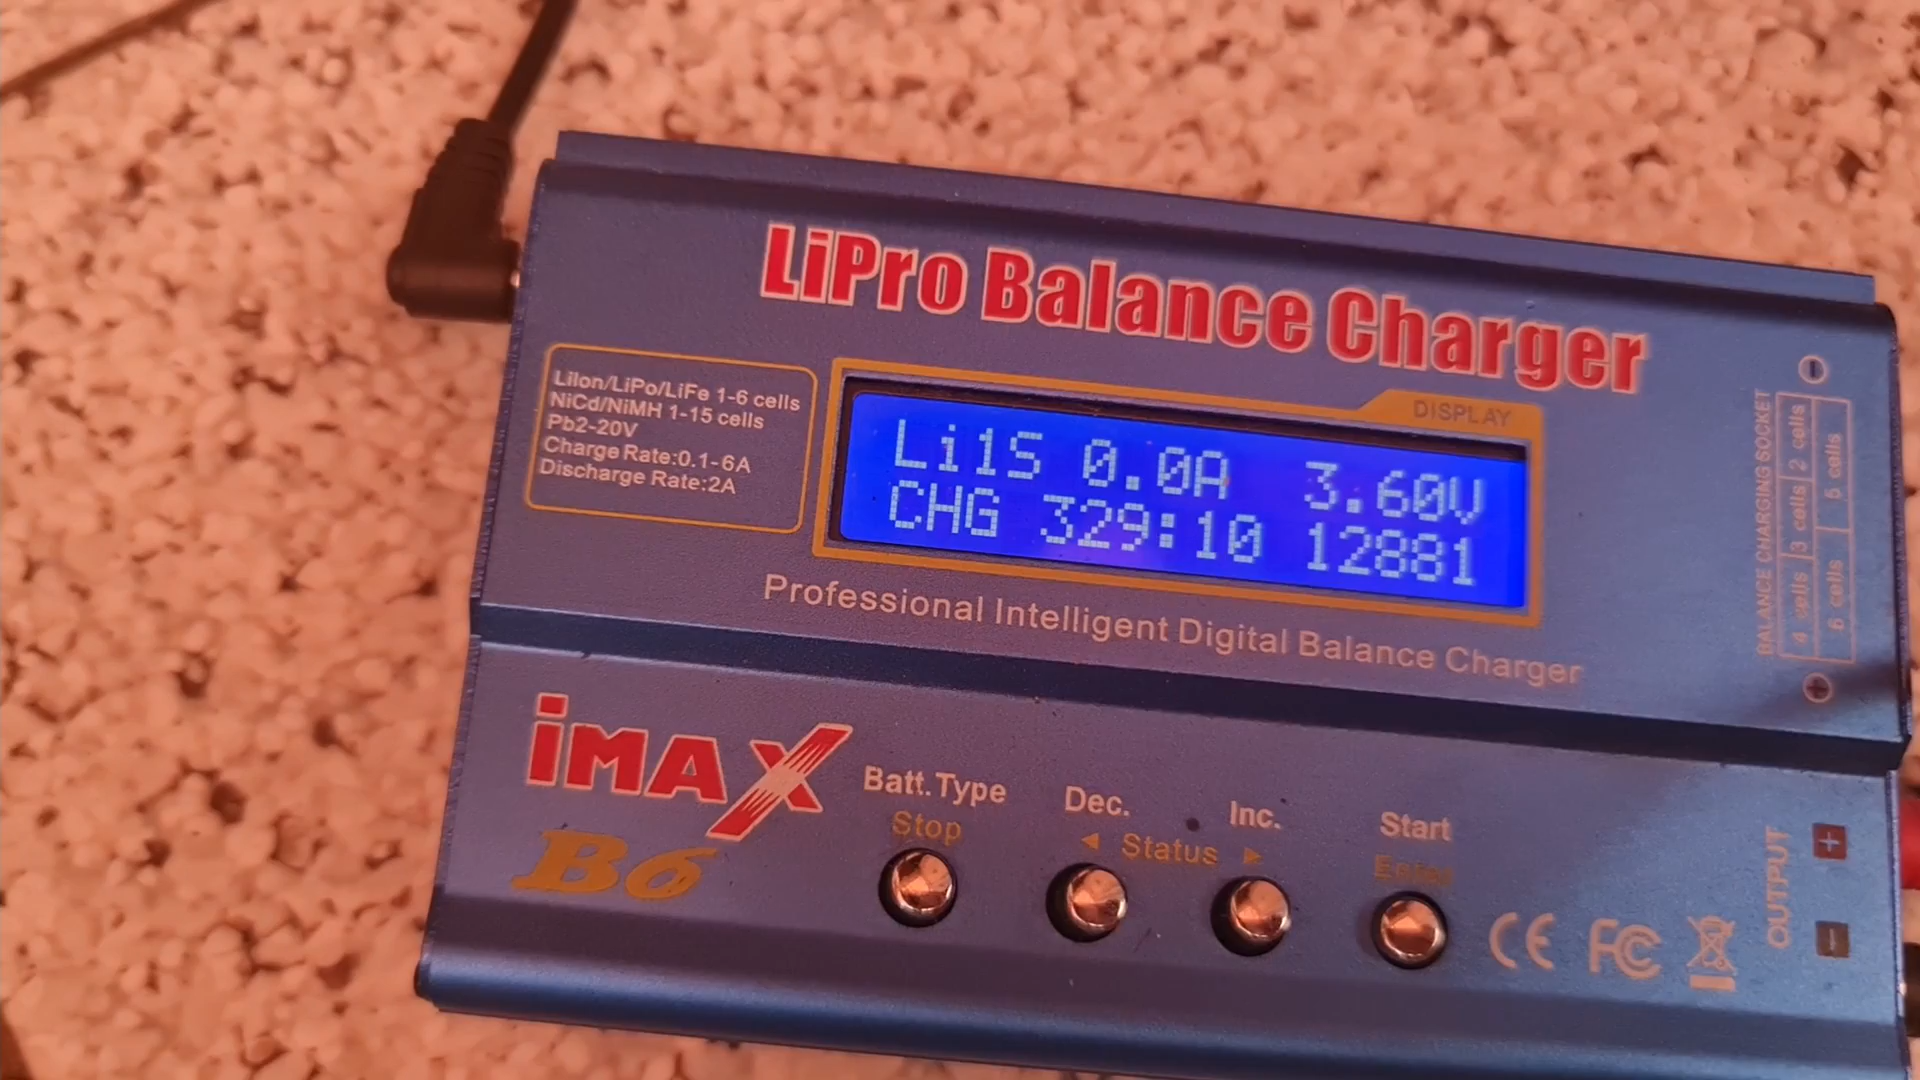 LiPro Balance Charger
LiIon/LiPo/LiFe 1-6 cells
NiCd/NiMH 1-15 cells
Pb2-20V
Charge Rate:0.1-6A
Discharge Rate:2A
DISPLAY
Li1S 0.0A 3.60V
CHG 329:10 12881
Professional Intelligent Digital Balance Charger
BALANCE CHARGING SOCKET
2 cells
3 cells
4 cells
5 cells
6 cells
iMAX
B6
Batt.Type
Stop
Dec.
Inc.
◄ Status ►
Start
Enter
CE FC
OUTPUT
+
-